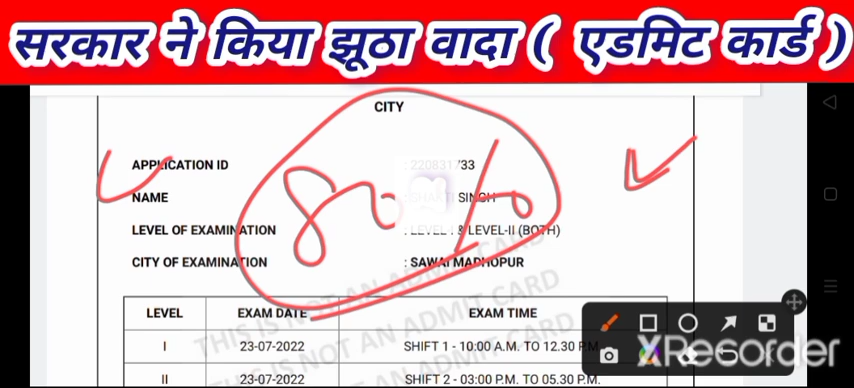 सरकार ने किया झूठा वादा ( एडमिट कार्ड )
CITY
APPLICATION ID : 220831733
NAME : SHAKTI SINGH
LEVEL OF EXAMINATION : LEVEL-I & LEVEL-II (BOTH)
CITY OF EXAMINATION : SAWAI MADHOPUR
LEVEL EXAM DATE EXAM TIME
I 23-07-2022 SHIFT 1 - 10:00 A.M. TO 12.30 P.M.
II 23-07-2022 SHIFT 2 - 03:00 P.M. TO 05.30 P.M.
THIS IS NOT AN ADMIT CARD
THIS IS NOT AN ADMIT CARD
XRecorder